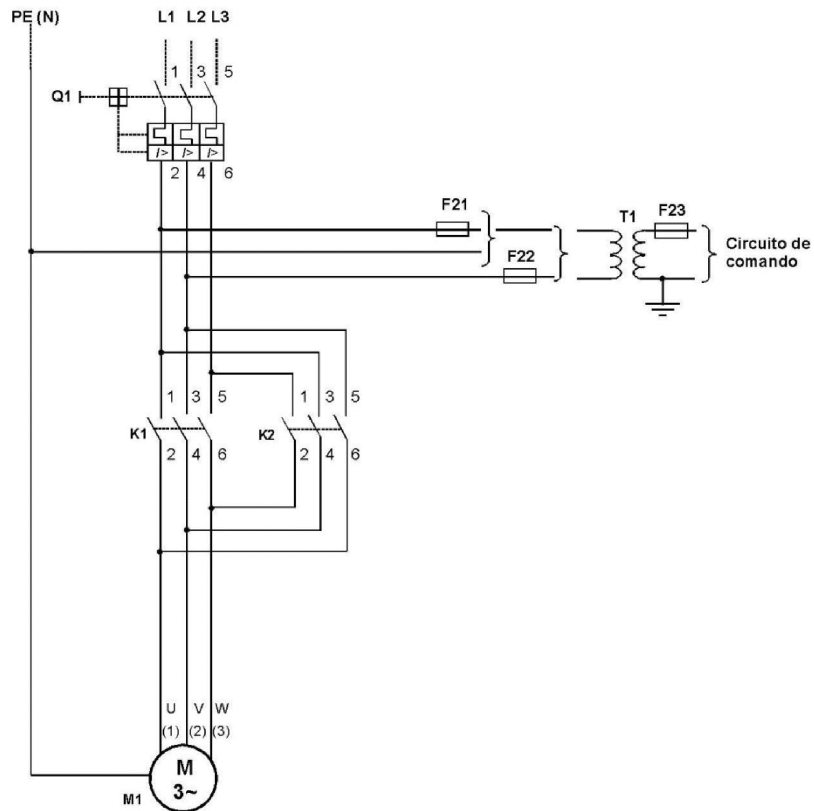 PE (N) L1 L2 L3
1 3 5
Q1
I> I> I>
2 4 6
F21 T1 F23
F22 Circuito de
comando
1 3 5 1 3 5
K1 K2
2 4 6 2 4 6
U V W
(1) (2) (3)
M
3~
M1